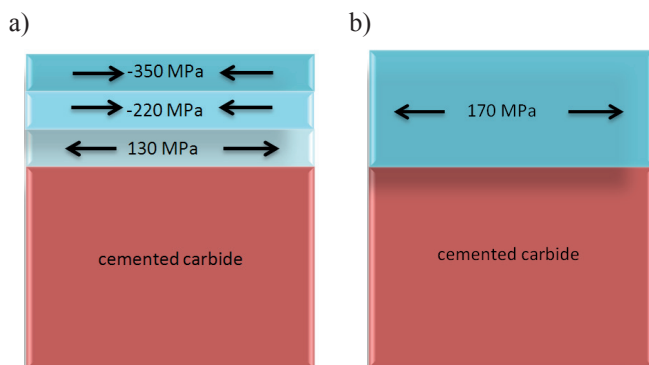 a)
-350 MPa
-220 MPa
130 MPa
cemented carbide
b)
170 MPa
cemented carbide